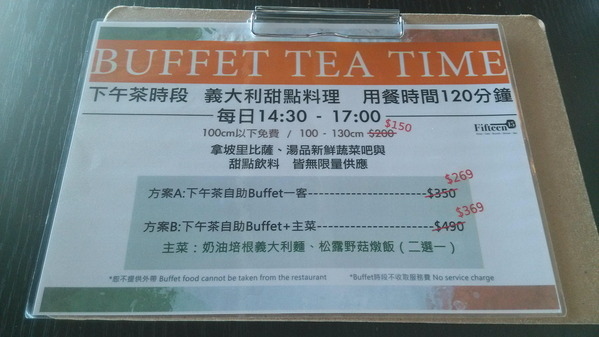 BUFFET TEA TIME
下午茶時段 義大利甜點料理 用餐時間120分鐘
每日14:30 - 17:00
100cm以下免費 / 100 - 130cm $200 $150
Fifteen 15
拿坡里比薩、湯品新鮮蔬菜吧與
甜點飲料 皆無限量供應
$269
方案A:下午茶自助Buffet一客------------------------$350
$369
方案B:下午茶自助Buffet+主菜------------------------$490
主菜：奶油培根義大利麵、松露野菇燉飯（二選一）
*恕不提供外帶 Buffet food cannot be taken from the restaurant *Buffet時段不收取服務費 No service charge